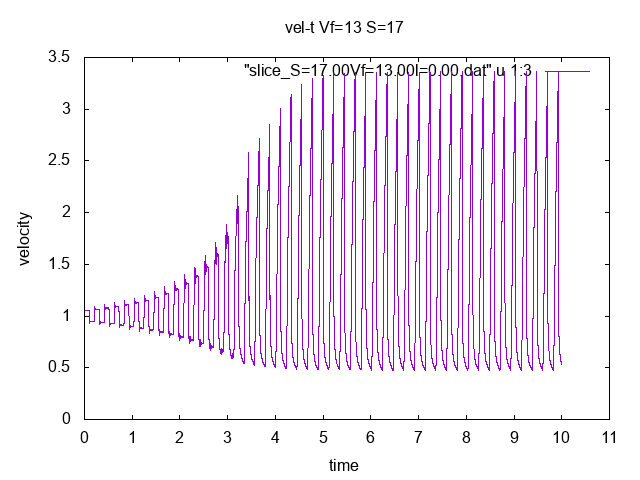 vel-t Vf=13 S=17
"slice_S=17.00Vf=13.00I=0.00.dat" u 1:3
3.5
3
2.5
2
1.5
1
0.5
0
velocity
0 1 2 3 4 5 6 7 8 9 10 11
time